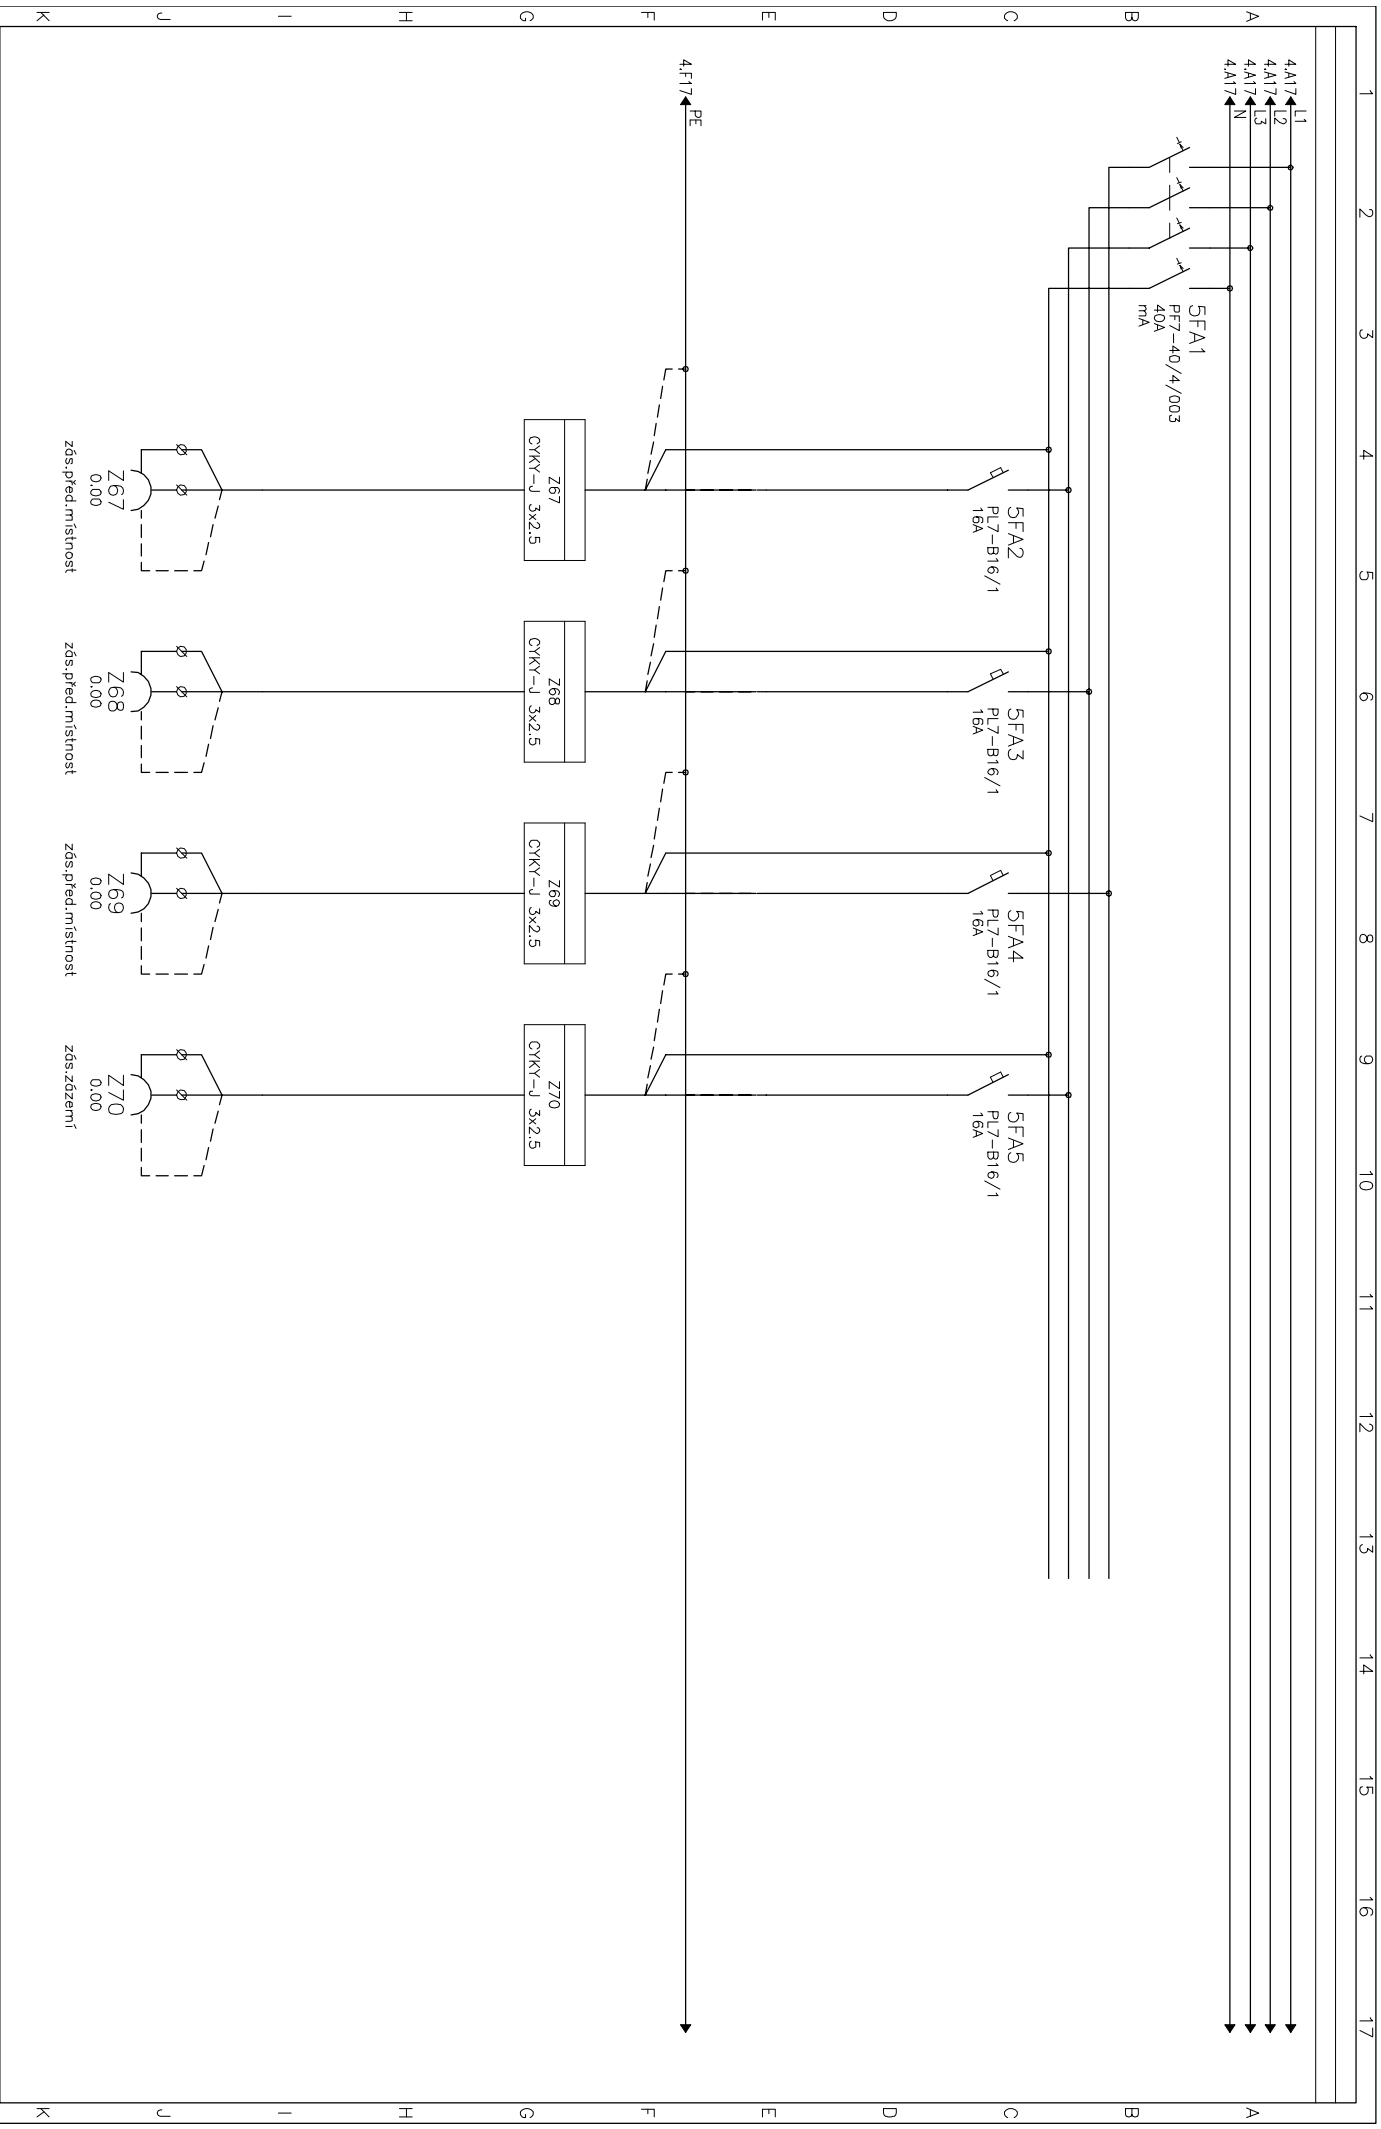 1 2 3 4 5 6 7 8 9 10 11 12 13 14 15 16 17
A
B
C
D
E
F
G
H
I
J
K
A
B
C
D
E
F
G
H
I
J
K
4.A17 L1
4.A17 L2
4.A17 L3
4.A17 N
5FA1
PF7-40/4/003
40A
mA
5FA2
PL7-B16/1
16A
5FA3
PL7-B16/1
16A
5FA4
PL7-B16/1
16A
5FA5
PL7-B16/1
16A
4.F17 PE
Z67
CYKY-J 3x2.5
Z68
CYKY-J 3x2.5
Z69
CYKY-J 3x2.5
Z70
CYKY-J 3x2.5
Z67
0.00
zás.před.místnost
Z68
0.00
zás.před.místnost
Z69
0.00
zás.před.místnost
Z70
0.00
zás.zázemí